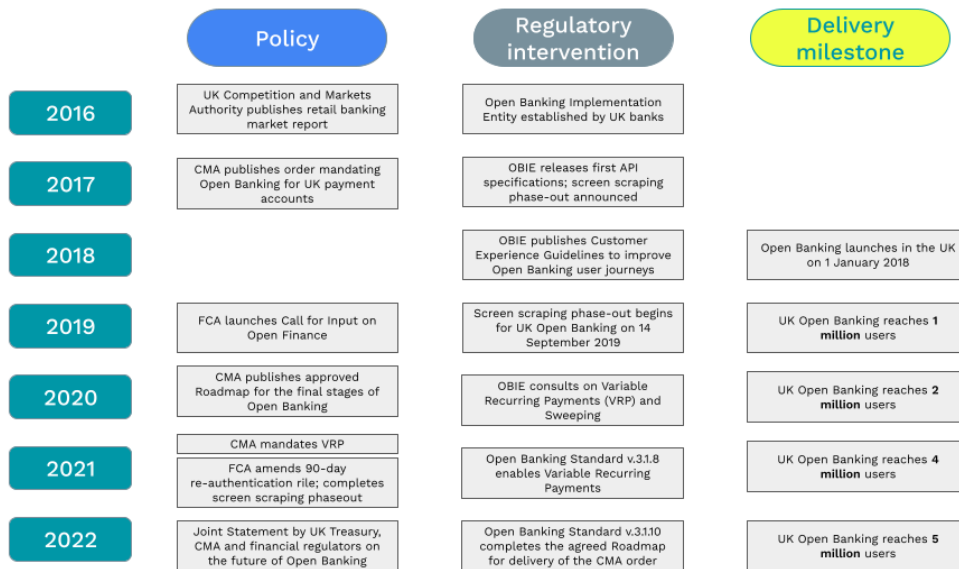 Policy
Regulatory
intervention
Delivery
milestone
2016
UK Competition and Markets
Authority publishes retail banking
market report
Open Banking Implementation
Entity established by UK banks
2017
CMA publishes order mandating
Open Banking for UK payment
accounts
OBIE releases first API
specifications; screen scraping
phase-out announced
2018
OBIE publishes Customer
Experience Guidelines to improve
Open Banking user journeys
Open Banking launches in the UK
on 1 January 2018
2019
FCA launches Call for Input on
Open Finance
Screen scraping phase-out begins
for UK Open Banking on 14
September 2019
UK Open Banking reaches 1
million users
2020
CMA publishes approved
Roadmap for the final stages of
Open Banking
OBIE consults on Variable
Recurring Payments (VRP) and
Sweeping
UK Open Banking reaches 2
million users
2021
CMA mandates VRP
FCA amends 90-day
re-authentication rile; completes
screen scraping phaseout
Open Banking Standard v.3.1.8
enables Variable Recurring
Payments
UK Open Banking reaches 4
million users
2022
Joint Statement by UK Treasury,
CMA and financial regulators on
the future of Open Banking
Open Banking Standard v.3.1.10
completes the agreed Roadmap
for delivery of the CMA order
UK Open Banking reaches 5
million users